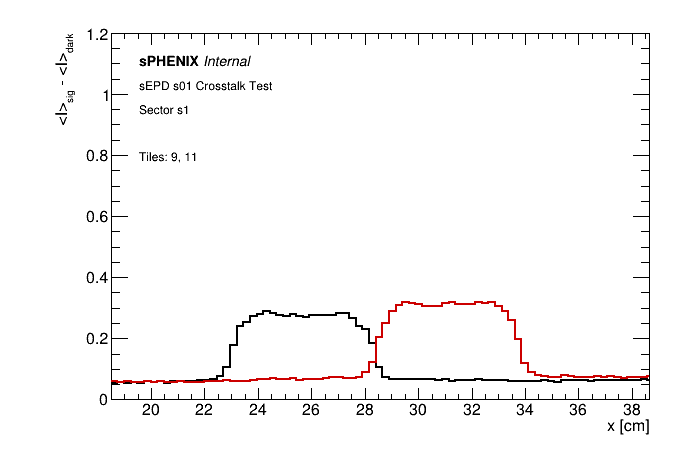 1.2
<I>sig - <I>dark
sPHENIX Internal
sEPD s01 Crosstalk Test
1
Sector s1
0.8
Tiles: 9, 11
0.6
0.4
0.2
0
20 22 24 26 28 30 32 34 36 38
x [cm]